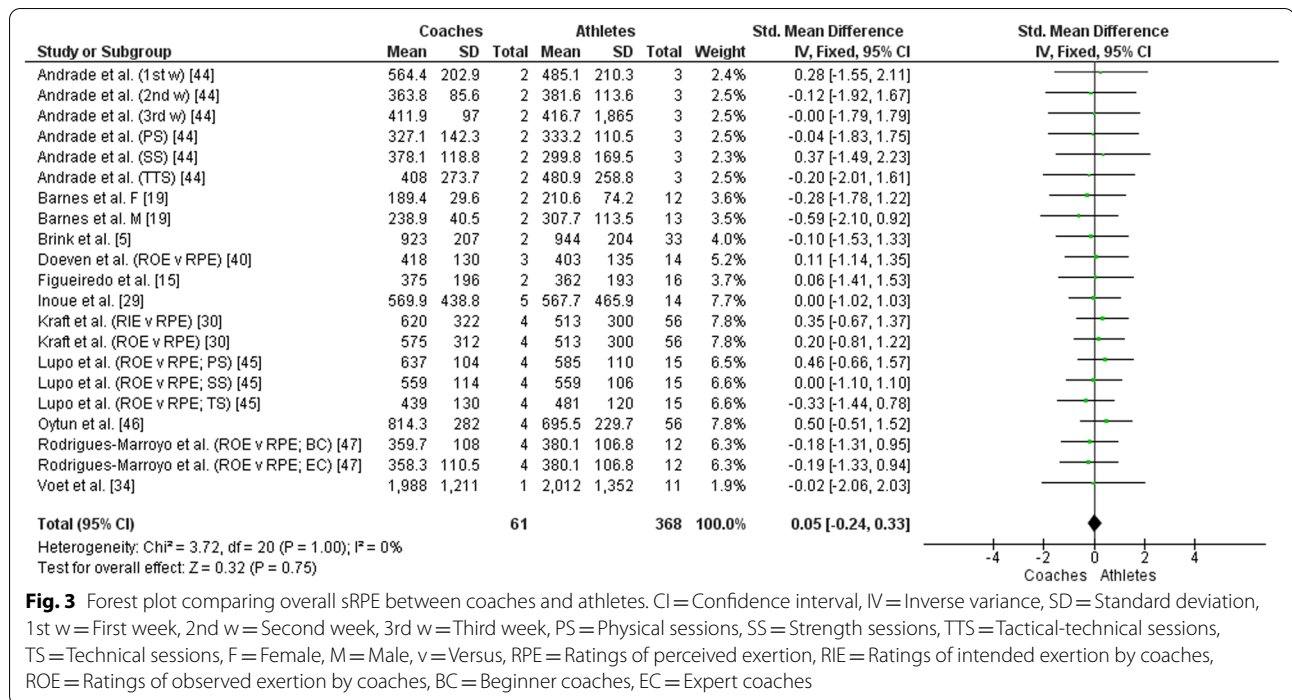 Coaches Athletes Std. Mean Difference Std. Mean Difference
Study or Subgroup Mean SD Total Mean SD Total Weight IV, Fixed, 95% CI IV, Fixed, 95% CI
Andrade et al. (1st w) [44] 564.4 202.9 2 485.1 210.3 3 2.4% 0.28 [-1.55, 2.11]
Andrade et al. (2nd w) [44] 363.8 85.6 2 381.6 113.6 3 2.5% -0.12 [-1.92, 1.67]
Andrade et al. (3rd w) [44] 411.9 97 2 416.7 1,865 3 2.5% -0.00 [-1.79, 1.79]
Andrade et al. (PS) [44] 327.1 142.3 2 333.2 110.5 3 2.5% -0.04 [-1.83, 1.75]
Andrade et al. (SS) [44] 378.1 118.8 2 299.8 169.5 3 2.3% 0.37 [-1.49, 2.23]
Andrade et al. (TTS) [44] 408 273.7 2 480.9 258.8 3 2.5% -0.20 [-2.01, 1.61]
Barnes et al. F [19] 189.4 29.6 2 210.6 74.2 12 3.6% -0.28 [-1.78, 1.22]
Barnes et al. M [19] 238.9 40.5 2 307.7 113.5 13 3.5% -0.59 [-2.10, 0.92]
Brink et al. [5] 923 207 2 944 204 33 4.0% -0.10 [-1.53, 1.33]
Doeven et al. (ROE v RPE) [40] 418 130 3 403 135 14 5.2% 0.11 [-1.14, 1.35]
Figueiredo et al. [15] 375 196 2 362 193 16 3.7% 0.06 [-1.41, 1.53]
Inoue et al. [29] 569.9 438.8 5 567.7 465.9 14 7.7% 0.00 [-1.02, 1.03]
Kraft et al. (RIE v RPE) [30] 620 322 4 513 300 56 7.8% 0.35 [-0.67, 1.37]
Kraft et al. (ROE v RPE) [30] 575 312 4 513 300 56 7.8% 0.20 [-0.81, 1.22]
Lupo et al. (ROE v RPE; PS) [45] 637 104 4 585 110 15 6.5% 0.46 [-0.66, 1.57]
Lupo et al. (ROE v RPE; SS) [45] 559 114 4 559 106 15 6.6% 0.00 [-1.10, 1.10]
Lupo et al. (ROE v RPE; TS) [45] 439 130 4 481 120 15 6.6% -0.33 [-1.44, 0.78]
Oytun et al. [46] 814.3 282 4 695.5 229.7 56 7.8% 0.50 [-0.51, 1.52]
Rodrigues-Marroyo et al. (ROE v RPE; BC) [47] 359.7 108 4 380.1 106.8 12 6.3% -0.18 [-1.31, 0.95]
Rodrigues-Marroyo et al. (ROE v RPE; EC) [47] 358.3 110.5 4 380.1 106.8 12 6.3% -0.19 [-1.33, 0.94]
Voet et al. [34] 1,988 1,211 1 2,012 1,352 11 1.9% -0.02 [-2.06, 2.03]
Total (95% CI) 61 368 100.0% 0.05 [-0.24, 0.33]
Heterogeneity: Chi² = 3.72, df = 20 (P = 1.00); I² = 0%
Test for overall effect: Z = 0.32 (P = 0.75)
-4 -2 0 2 4
Coaches Athletes
Fig. 3 Forest plot comparing overall sRPE between coaches and athletes. CI = Confidence interval, IV = Inverse variance, SD = Standard deviation,
1st w = First week, 2nd w = Second week, 3rd w = Third week, PS = Physical sessions, SS = Strength sessions, TTS = Tactical-technical sessions,
TS = Technical sessions, F = Female, M = Male, v = Versus, RPE = Ratings of perceived exertion, RIE = Ratings of intended exertion by coaches,
ROE = Ratings of observed exertion by coaches, BC = Beginner coaches, EC = Expert coaches